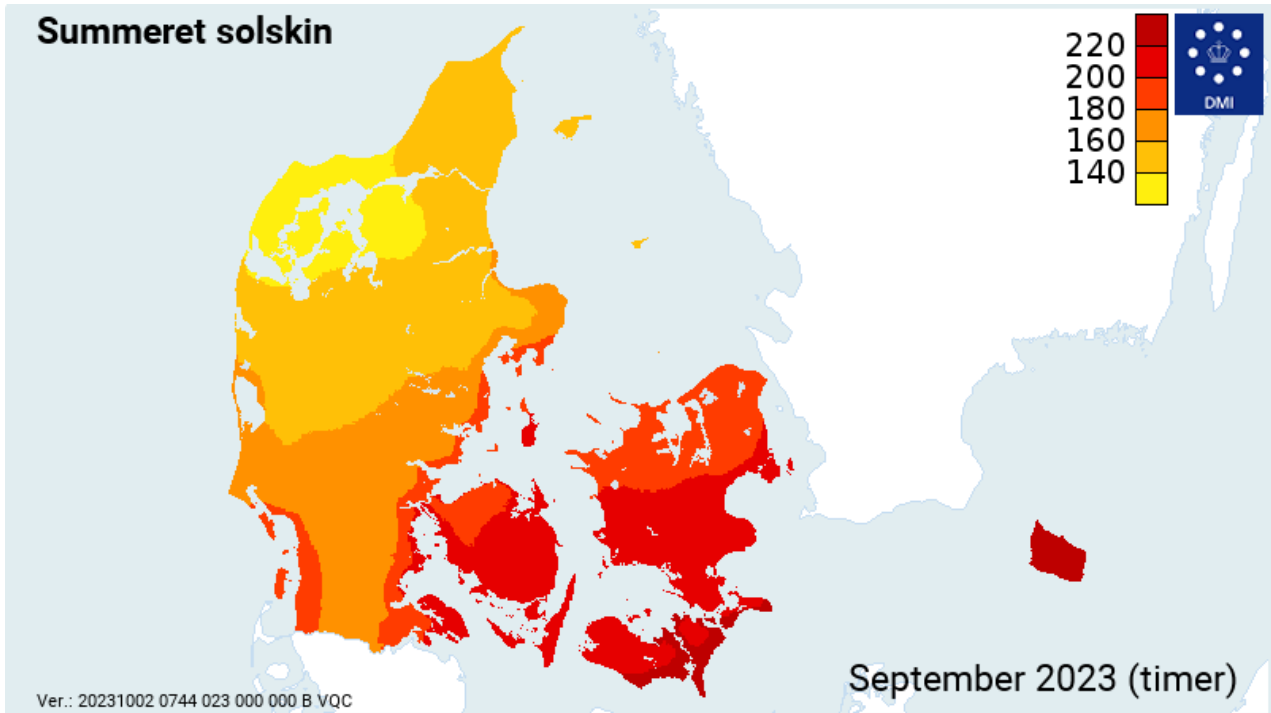 Summeret solskin
220
200
180
160
140
DMI
September 2023 (timer)
Ver.: 20231002 0744 023 000 000 B VQC